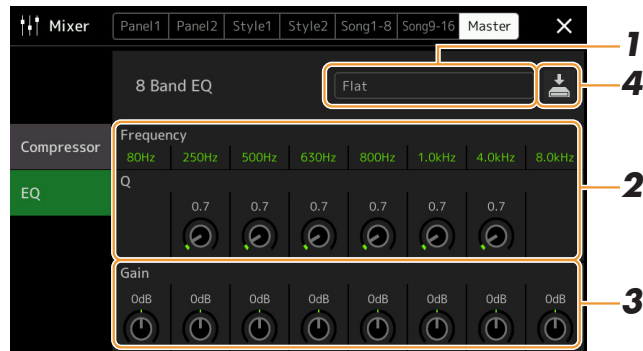 Mixer Panel1 Panel2 Style1 Style2 Song1-8 Song9-16 Master
1
8 Band EQ Flat
4
Compressor
EQ
Frequency
80Hz 250Hz 500Hz 630Hz 800Hz 1.0kHz 4.0kHz 8.0kHz
Q
2
0.7 0.7 0.7 0.7 0.7 0.7
Gain
0dB 0dB 0dB 0dB 0dB 0dB 0dB 0dB
3